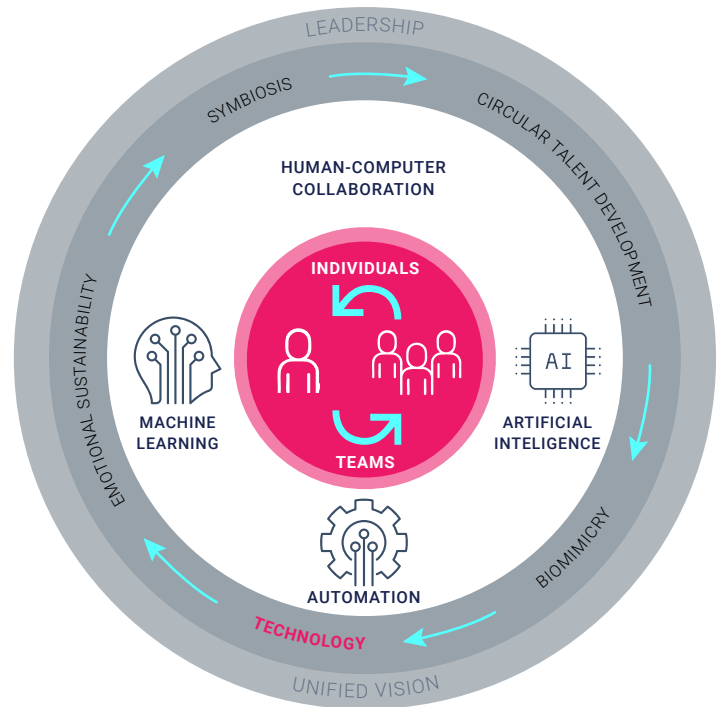 LEADERSHIP
SYMBIOSIS
CIRCULAR TALENT DEVELOPMENT
HUMAN-COMPUTER
COLLABORATION
INDIVIDUALS
EMOTIONAL SUSTAINABILITY
AI
MACHINE
LEARNING
ARTIFICIAL
INTELIGENCE
TEAMS
BIOMIMICRY
AUTOMATION
TECHNOLOGY
UNIFIED VISION